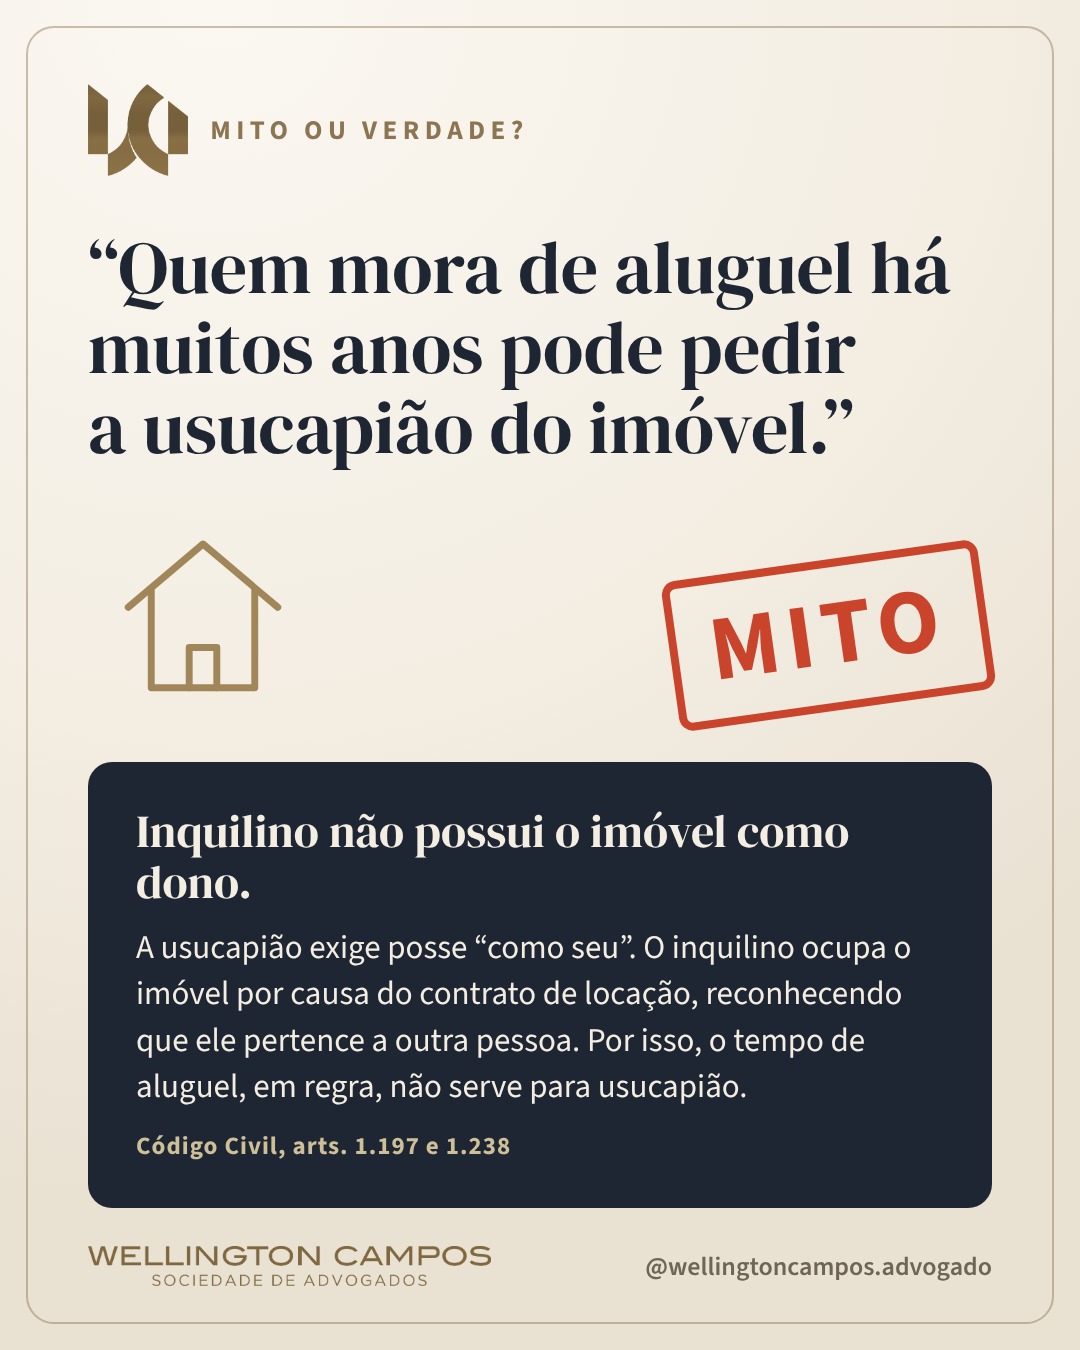 MITO OU VERDADE?
“Quem mora de aluguel há
muitos anos pode pedir
a usucapião do imóvel.”
MITO
Inquilino não possui o imóvel como
dono.
A usucapião exige posse “como seu”. O inquilino ocupa o
imóvel por causa do contrato de locação, reconhecendo
que ele pertence a outra pessoa. Por isso, o tempo de
aluguel, em regra, não serve para usucapião.
Código Civil, arts. 1.197 e 1.238
WELLINGTON CAMPOS
SOCIEDADE DE ADVOGADOS
@wellingtoncampos.advogado